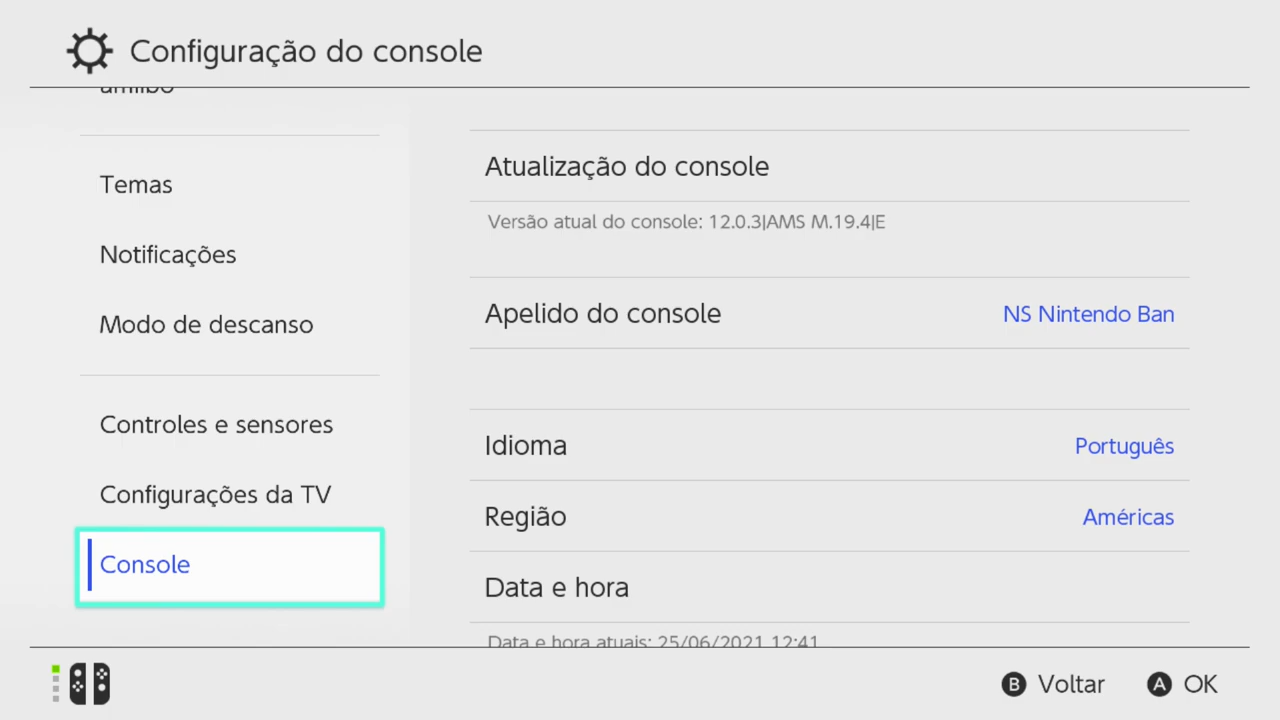 Configuração do console
amiibo
Temas
Notificações
Modo de descanso
Controles e sensores
Configurações da TV
Console
Atualização do console
Versão atual do console: 12.0.3|AMS M.19.4|E
Apelido do console NS Nintendo Ban
Idioma Português
Região Américas
Data e hora
Data e hora atuais: 25/06/2021 12:41
B Voltar A OK